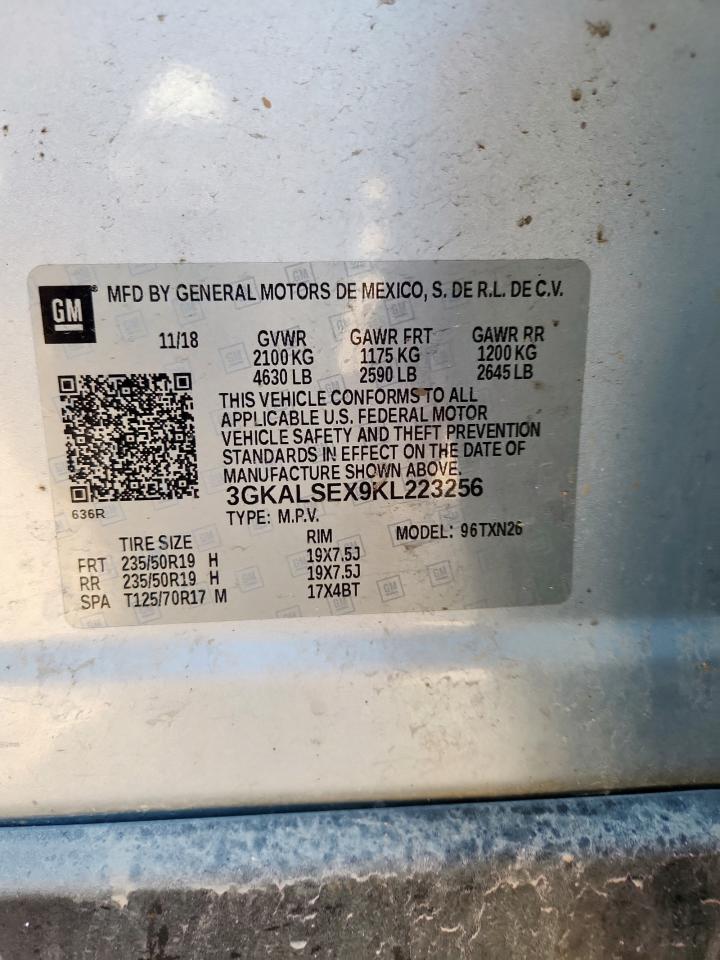 GM ® MFD BY GENERAL MOTORS DE MEXICO, S. DE R.L. DE C.V.
11/18 GVWR GAWR FRT GAWR RR
2100 KG 1175 KG 1200 KG
4630 LB 2590 LB 2645 LB
THIS VEHICLE CONFORMS TO ALL
APPLICABLE U.S. FEDERAL MOTOR
VEHICLE SAFETY AND THEFT PREVENTION
STANDARDS IN EFFECT ON THE DATE OF
MANUFACTURE SHOWN ABOVE.
3GKALSEX9KL223256
636R
TYPE: M.P.V. MODEL: 96TXN26
TIRE SIZE RIM
FRT 235/50R19 H 19X7.5J
RR 235/50R19 H 19X7.5J
SPA T125/70R17 M 17X4BT